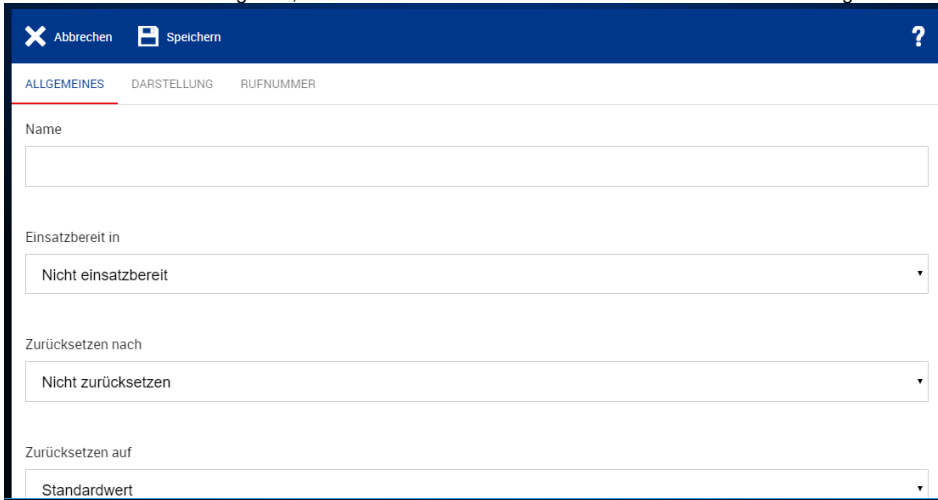 Abbrechen Speichern ?
ALLGEMEINES DARSTELLUNG RUFNUMMER
Name
Einsatzbereit in
Nicht einsatzbereit
Zurücksetzen nach
Nicht zurücksetzen
Zurücksetzen auf
Standardwert